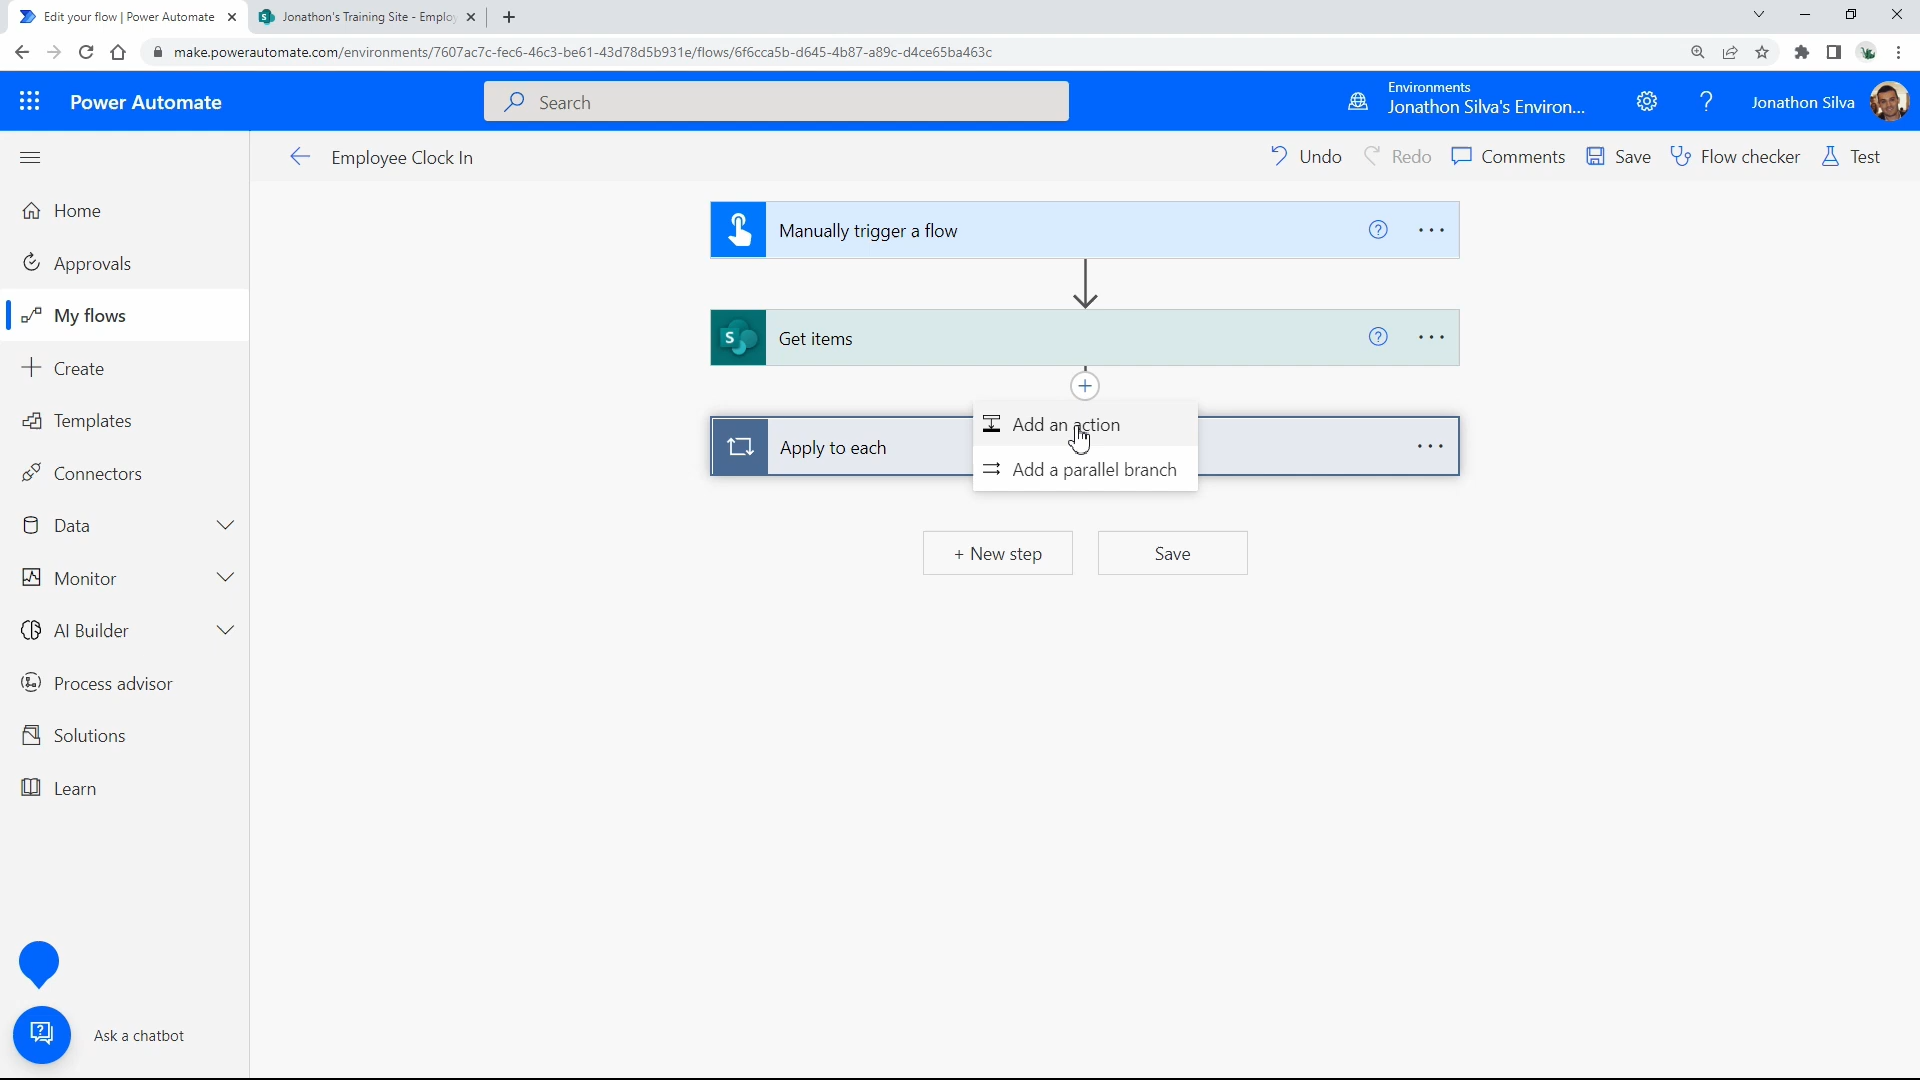 Edit your flow | Power Automate
Jonathon's Training Site - Emplo
make.powerautomate.com/environments/7607ac7c-fec6-46c3-be61-43d78d5b931e/flows/6f6cca5b-d645-4b87-a89c-d4ce65ba463c
Power Automate
Search
Environments
Jonathon Silva's Environ...
Jonathon Silva
Employee Clock In
Undo
Redo
Comments
Save
Flow checker
Test
Home
Approvals
My flows
Create
Templates
Connectors
Data
Monitor
AI Builder
Process advisor
Solutions
Learn
Ask a chatbot
Manually trigger a flow
Get items
Add an action
Add a parallel branch
Apply to each
+ New step
Save